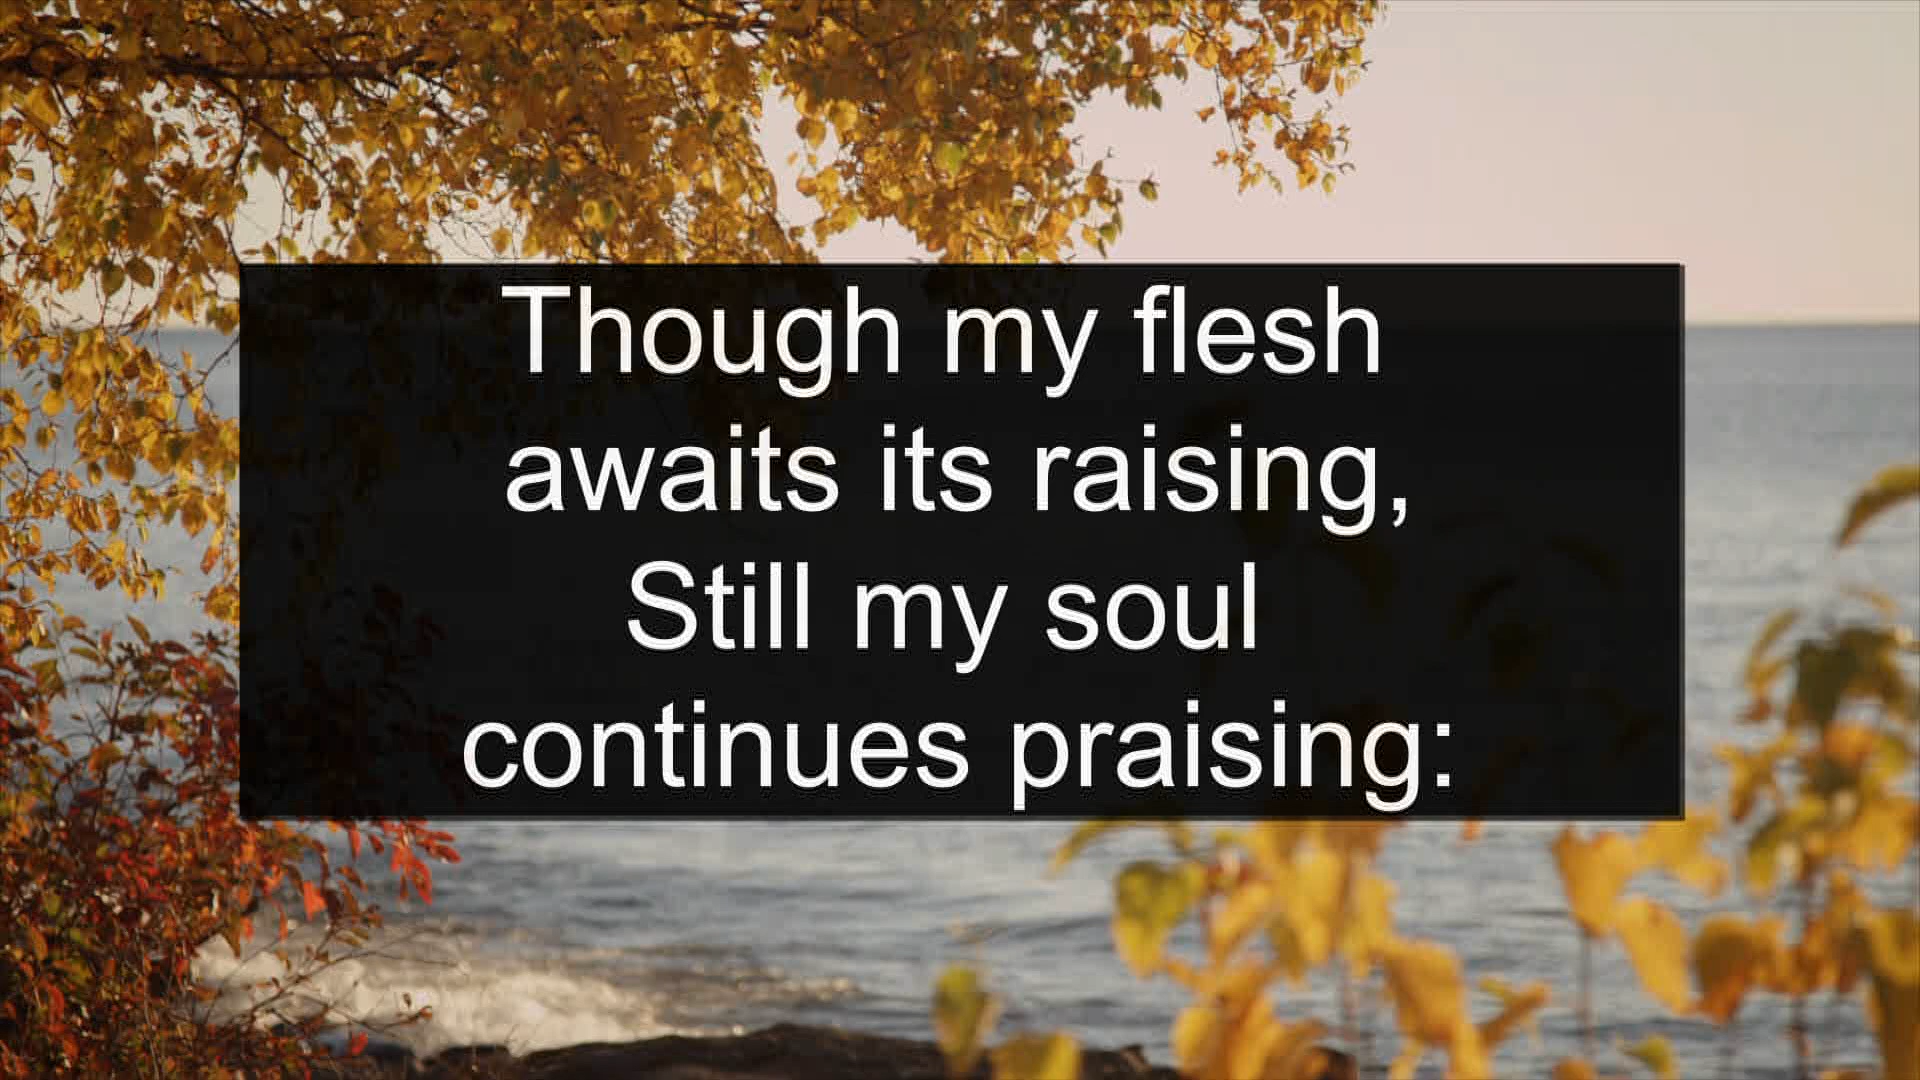 Though my flesh
awaits its raising,
Still my soul
continues praising: